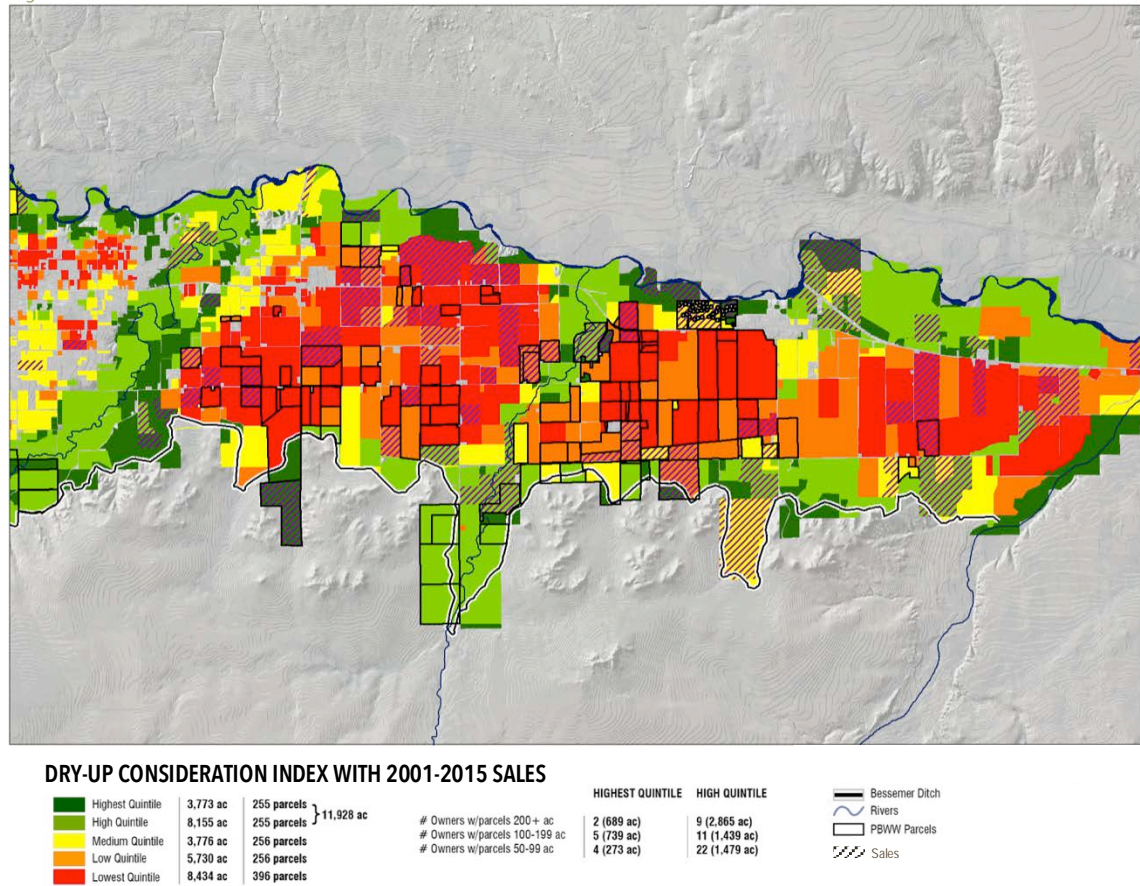 DRY-UP CONSIDERATION INDEX WITH 2001-2015 SALES
Highest Quintile 3,773 ac 255 parcels
High Quintile 8,155 ac 255 parcels
}11,928 ac
Medium Quintile 3,776 ac 256 parcels
Low Quintile 5,730 ac 256 parcels
Lowest Quintile 8,434 ac 396 parcels
HIGHEST QUINTILE HIGH QUINTILE
# Owners w/parcels 200+ ac 2 (689 ac) 9 (2,865 ac)
# Owners w/parcels 100-199 ac 5 (739 ac) 11 (1,439 ac)
# Owners w/parcels 50-99 ac 4 (273 ac) 22 (1,479 ac)
Bessemer Ditch
Rivers
PBWW Parcels
Sales